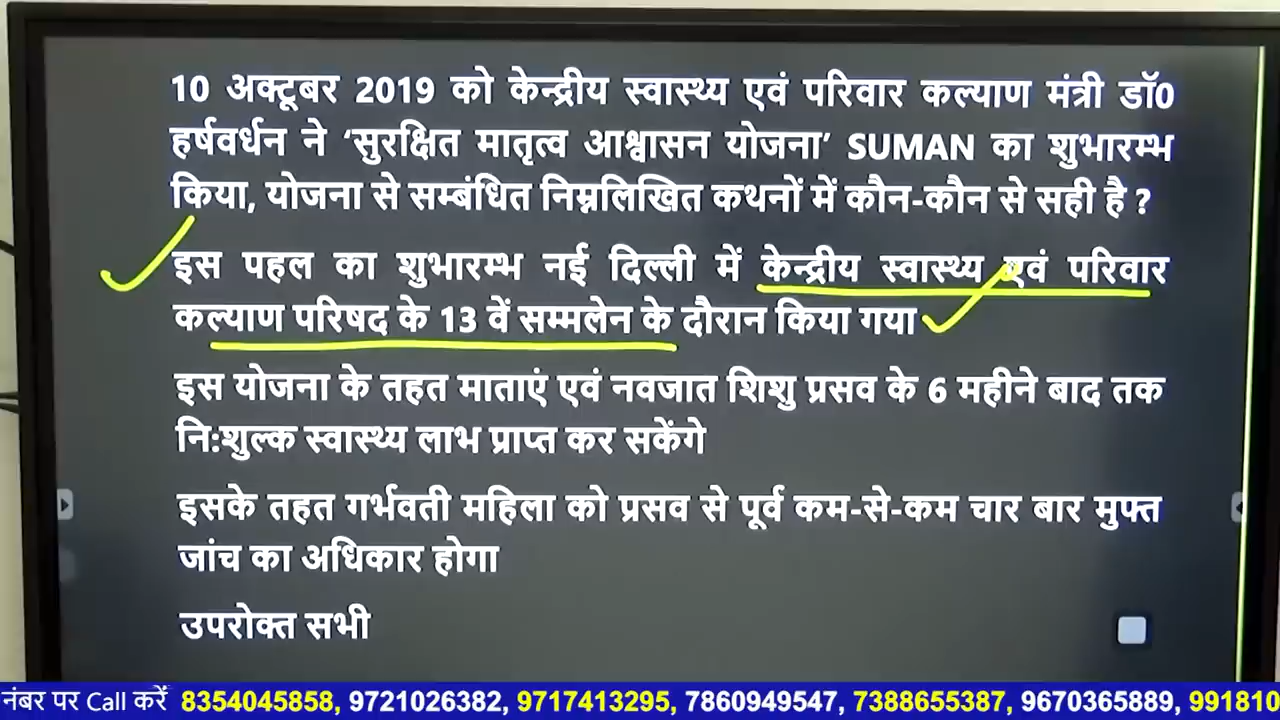 10 अक्टूबर 2019 को केन्द्रीय स्वास्थ्य एवं परिवार कल्याण मंत्री डॉ0
हर्षवर्धन ने ‘सुरक्षित मातृत्व आश्वासन योजना’ SUMAN का शुभारम्भ
किया, योजना से सम्बंधित निम्नलिखित कथनों में कौन-कौन से सही है ?
इस पहल का शुभारम्भ नई दिल्ली में केन्द्रीय स्वास्थ्य एवं परिवार
कल्याण परिषद के 13 वें सम्मलेन के दौरान किया गया
इस योजना के तहत माताएं एवं नवजात शिशु प्रसव के 6 महीने बाद तक
नि:शुल्क स्वास्थ्य लाभ प्राप्त कर सकेंगे
इसके तहत गर्भवती महिला को प्रसव से पूर्व कम-से-कम चार बार मुफ्त
जांच का अधिकार होगा
उपरोक्त सभी
नंबर पर Call करें 8354045858, 9721026382, 9717413295, 7860949547, 7388655387, 9670365889, 991810